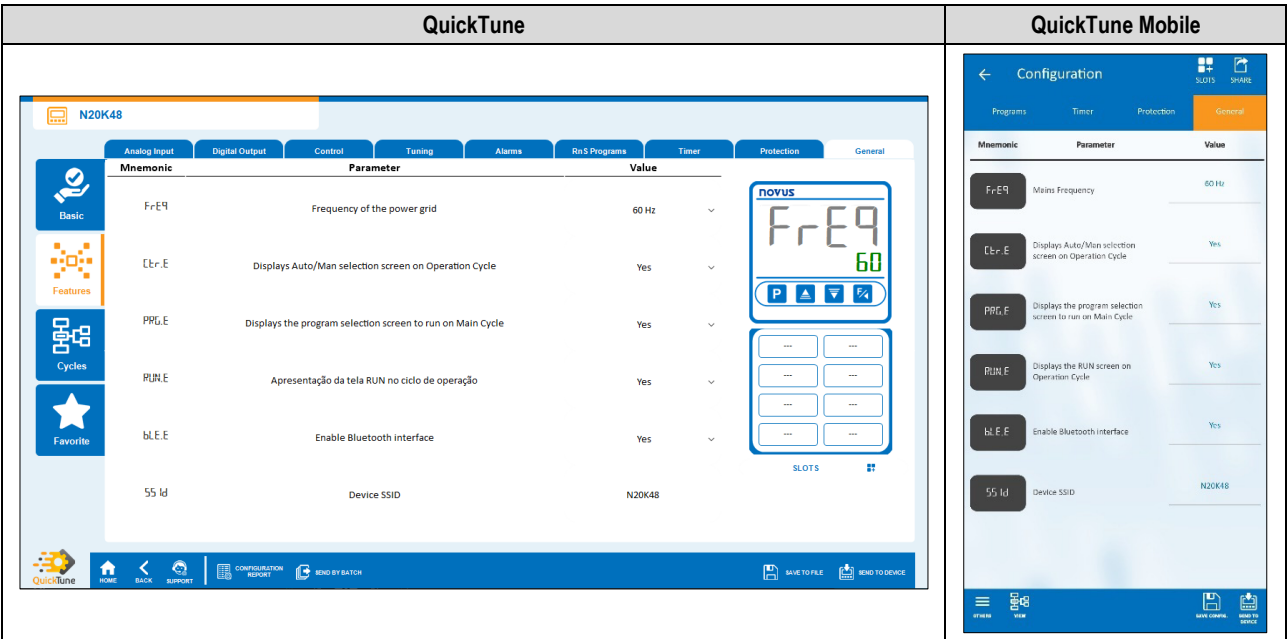 QuickTune
QuickTune Mobile
N20K48
Analog Input Digital Output Control Tuning Alarms RnS Programs Timer Protection General
Mnemonic Parameter Value
Basic
FrEq Frequency of the power grid 60 Hz
Features
Ctr.E Displays Auto/Man selection screen on Operation Cycle Yes
PRG.E Displays the program selection screen to run on Main Cycle Yes
Cycles
RUN.E Apresentação da tela RUN no ciclo de operação Yes
Favorite
bLE.E Enable Bluetooth interface Yes
SS Id Device SSID N20K48
novus
FrEq
60
P F/
--- ---
--- ---
--- ---
--- ---
SLOTS
QuickTune
HOME BACK SUPPORT CONFIGURATION REPORT SEND BY BATCH SAVE TO FILE SEND TO DEVICE
Configuration
SLOTS SHARE
Programs Timer Protection General
Mnemonic Parameter Value
FrEq Mains Frequency 60 Hz
Ctr.E Displays Auto/Man selection Yes
screen on Operation Cycle
PRG.E Displays the program selection Yes
screen to run on Main Cycle
RUN.E Displays the RUN screen on Yes
Operation Cycle
bLE.E Enable Bluetooth interface Yes
SS Id Device SSID N20K48
OTHERS VIEW SAVE CONFIG. SEND TO
DEVICE